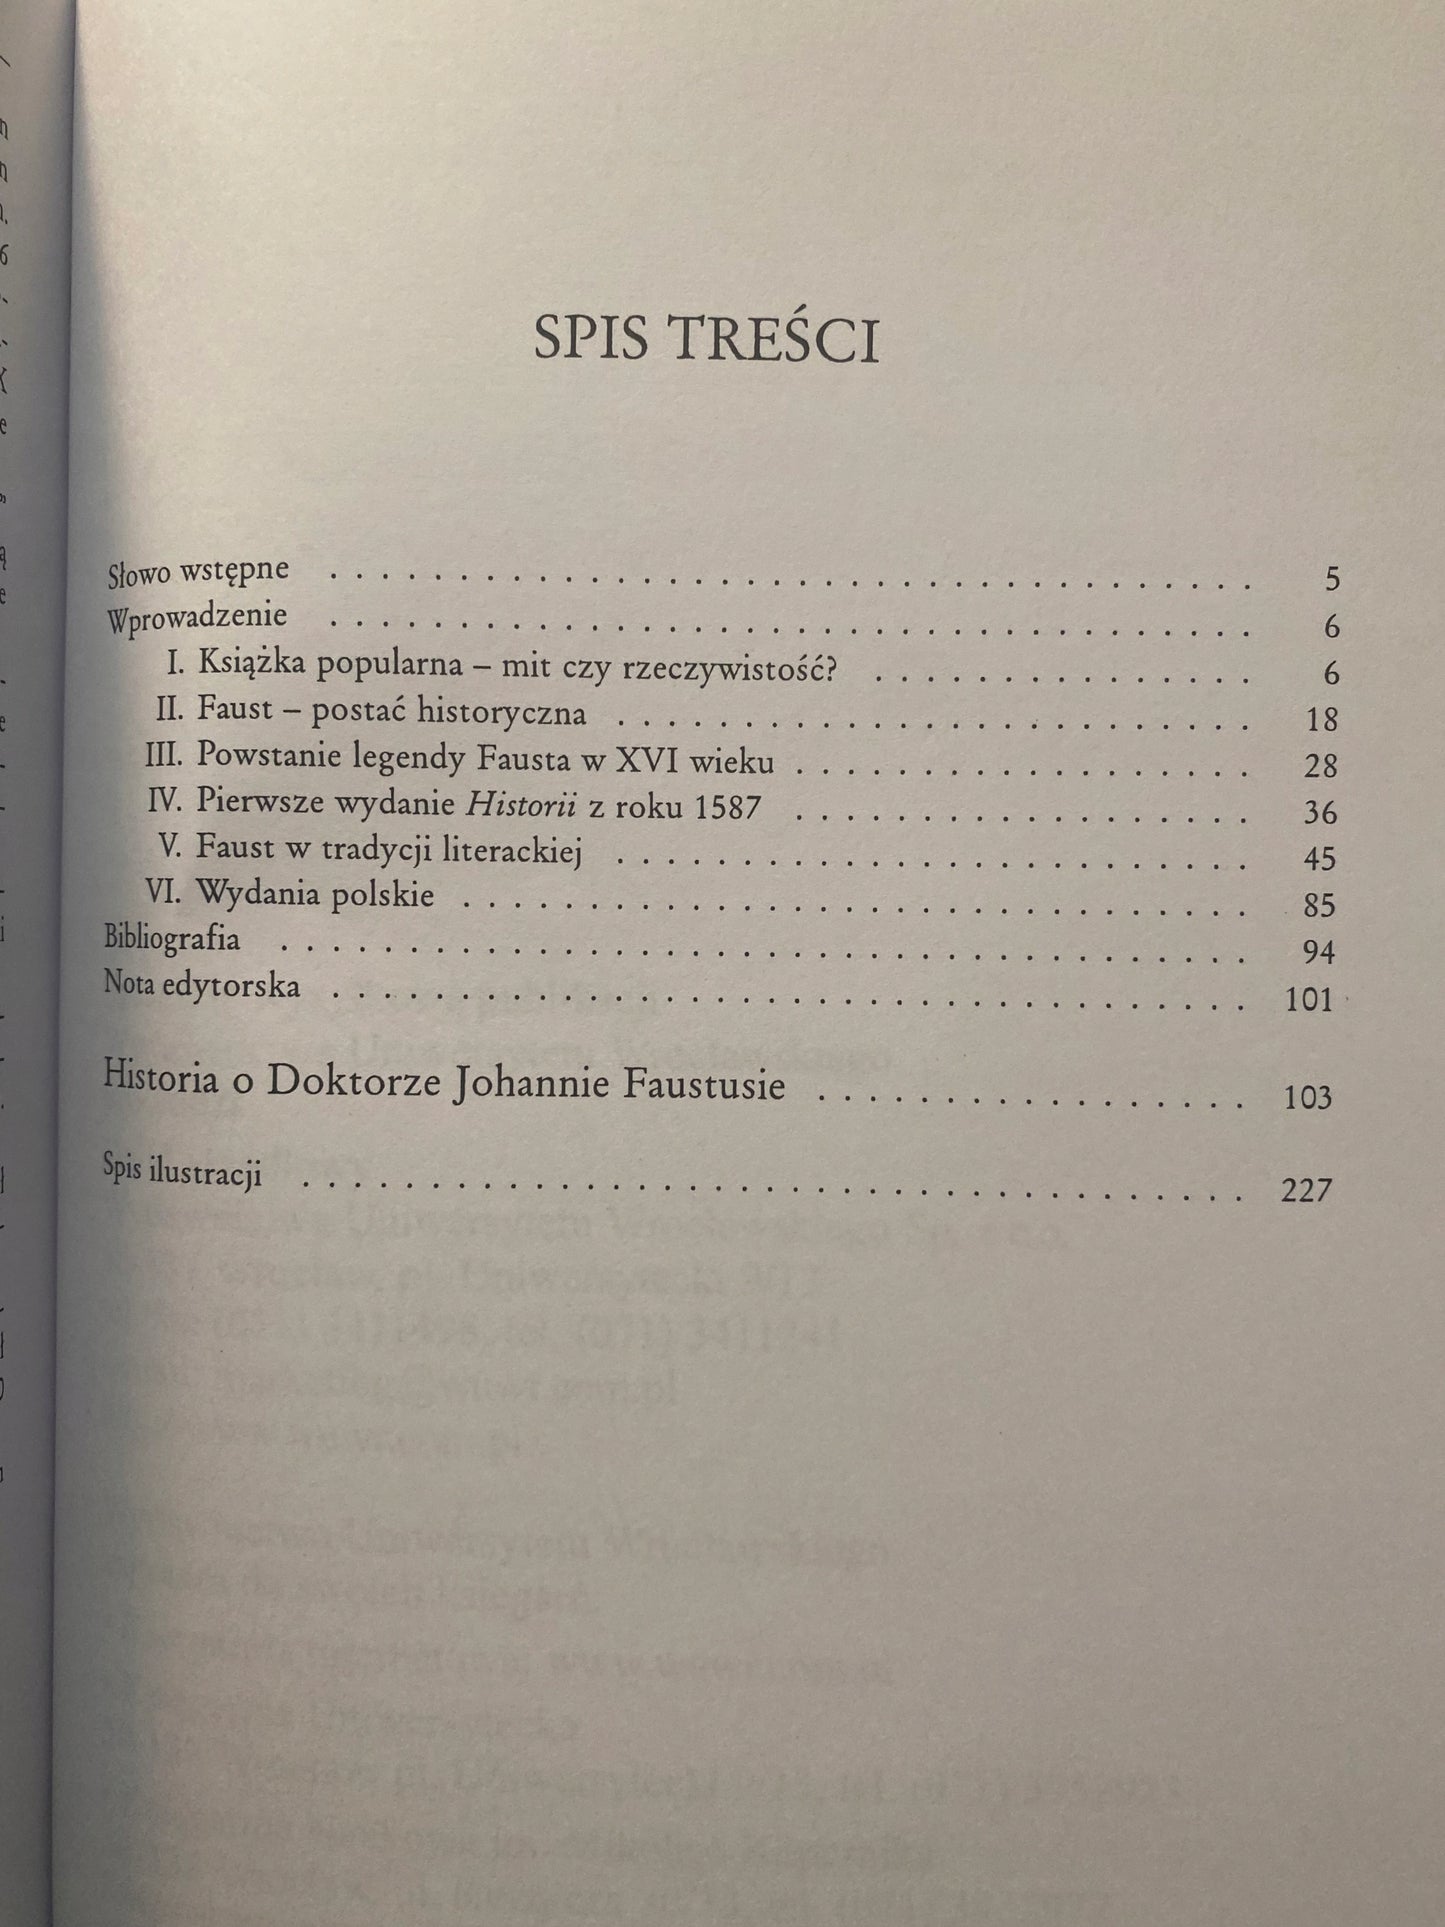 SPIS TREŚCI
Słowo wstępne . . . . . . . . . . . . . . . . . . . . . . . . . . . . . . . . . . . . 5
Wprowadzenie . . . . . . . . . . . . . . . . . . . . . . . . . . . . . . . . . . . . 6
I. Książka popularna – mit czy rzeczywistość? . . . . . . . . . . . . . . . 6
II. Faust – postać historyczna . . . . . . . . . . . . . . . . . . . . . . . . . 18
III. Powstanie legendy Fausta w XVI wieku . . . . . . . . . . . . . . . . . . 28
IV. Pierwsze wydanie Historii z roku 1587 . . . . . . . . . . . . . . . . . . 36
V. Faust w tradycji literackiej . . . . . . . . . . . . . . . . . . . . . . . . . 45
VI. Wydania polskie . . . . . . . . . . . . . . . . . . . . . . . . . . . . . . . 85
Bibliografia . . . . . . . . . . . . . . . . . . . . . . . . . . . . . . . . . . . . . . 94
Nota edytorska . . . . . . . . . . . . . . . . . . . . . . . . . . . . . . . . . . . . 101
Historia o Doktorze Johannie Faustusie . . . . . . . . . . . . . . . . . 103
Spis ilustracji . . . . . . . . . . . . . . . . . . . . . . . . . . . . . . . . . . . . . 227